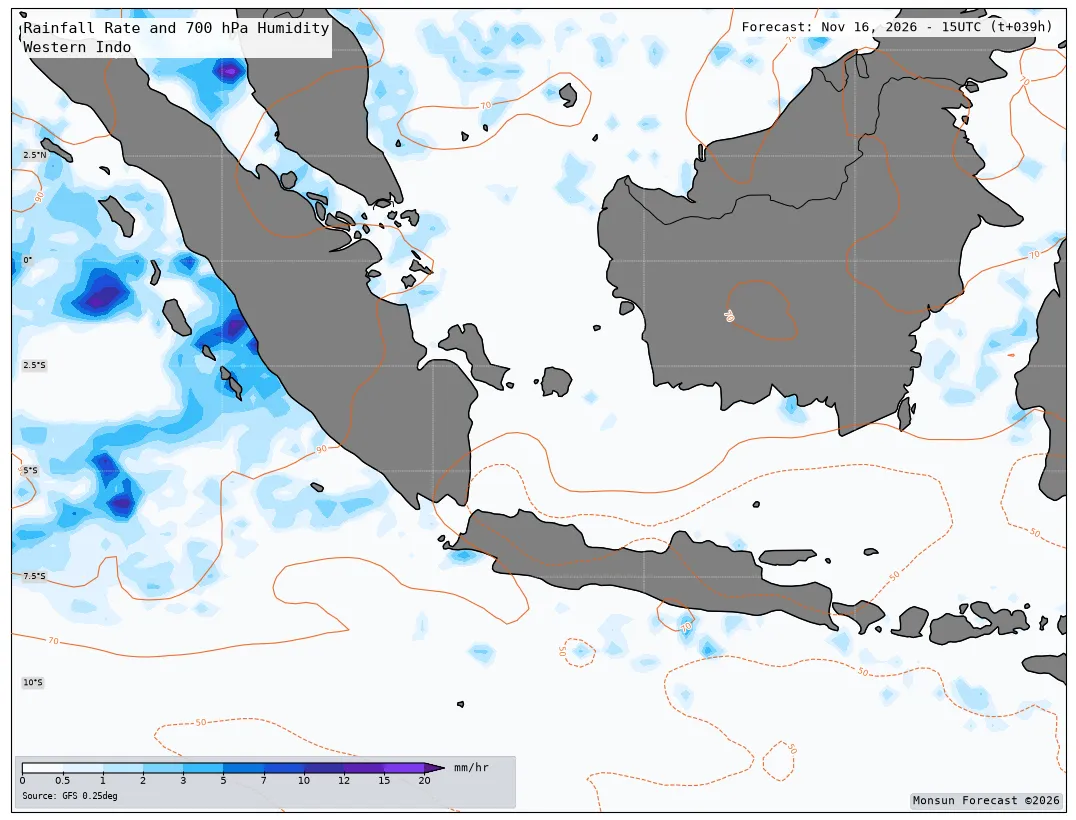 Rainfall Rate and 700 hPa Humidity
Western Indo
Forecast: Nov 16, 2026 - 15UTC (t+039h)
70
70
70
2.5°N
90
0°
70
70
2.5°S
90
5°S
50
7.5°S
50
70
70
50
50
10°S
50
50
mm/hr
0 0.5 1 2 3 5 7 10 12 15 20
Source: GFS 0.25deg
Monsun Forecast ©2026